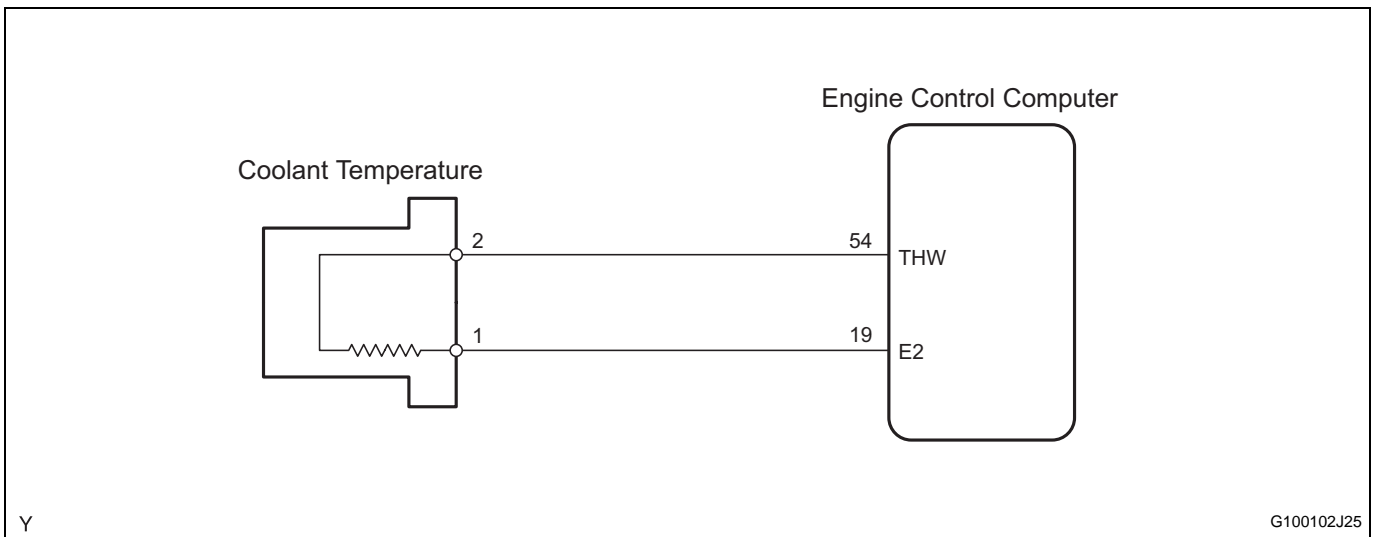 Engine Control Computer
Coolant Temperature
2
54
THW
1
19
E2
Y
G100102J25